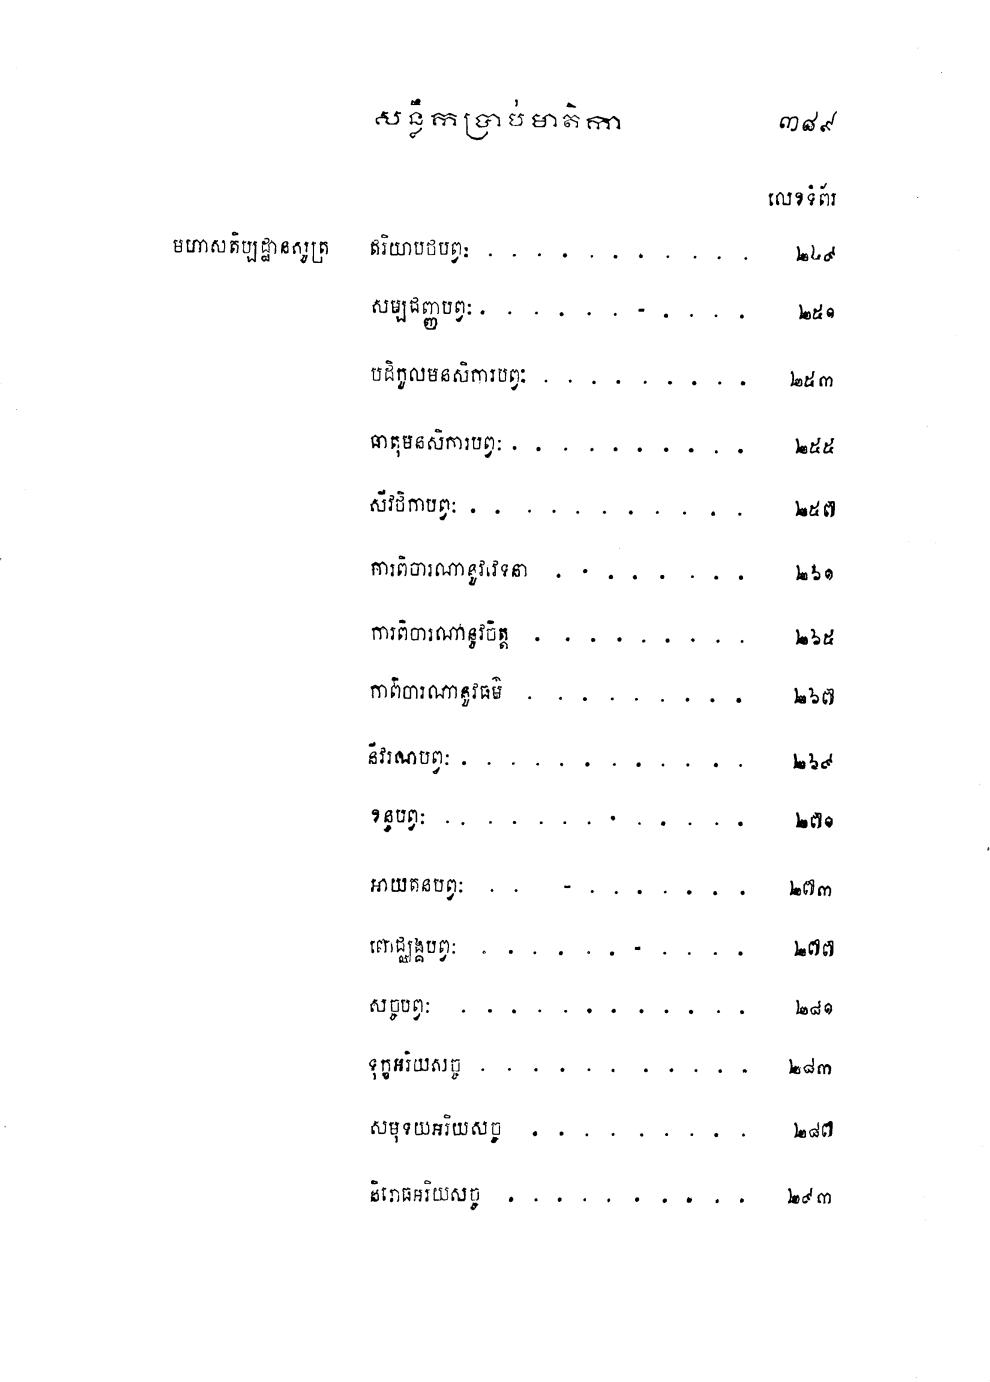 សន្លឹកប្រាប់មាតិកា ៣៨៩
លេខទំព័រ
មហាសតិប្បដ្ឋានសូត្រ ឥរិយាបថបព្វៈ . . . . . . . . . . . ២៤៩
សម្បជញ្ញបព្វៈ . . . . . . - . . . . ២៥១
បដិកូលមនសិការបព្វៈ . . . . . . . . . ២៥៣
ធាតុមនសិការបព្វៈ . . . . . . . . . . ២៥៥
សីវថិកាបព្វៈ . . . . . . . . . . . ២៥៧
ការពិចារណានូវវេទនា . . . . . . . . ២៦១
ការពិចារណានូវចិត្ត . . . . . . . . . ២៦៥
កាពិចារណានូវធម៌ . . . . . . . . . ២៦៧
នីវរណបព្វៈ . . . . . . . . . . . . ២៦៩
ខន្ធបព្វៈ . . . . . . . . . . . . ២៧១
អាយតនបព្វៈ . . - . . . . . . . ២៧៣
ពោជ្ឈង្គបព្វៈ . . . . . . - . . . . ២៧៧
សច្ចបព្វៈ . . . . . . . . . . . . ២៨១
ទុក្ខអរិយសច្ច . . . . . . . . . . . ២៨៣
សមុទយអរិយសច្ច . . . . . . . . . ២៨៧
និរោធអរិយសច្ច . . . . . . . . . . ២៩៣